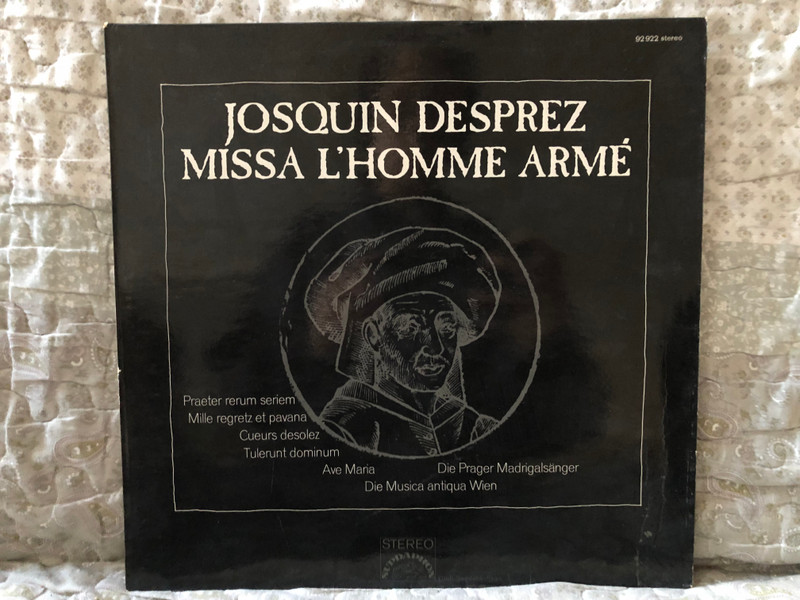 92 922 stereo
JOSQUIN DESPREZ
MISSA L'HOMME ARMÉ
Praeter rerum seriem
Mille regretz et pavana
Cueurs desolez
Tulerunt dominum
Ave Maria
Die Prager Madrigalsänger
Die Musica antiqua Wien
STEREO
SUPRAPHON